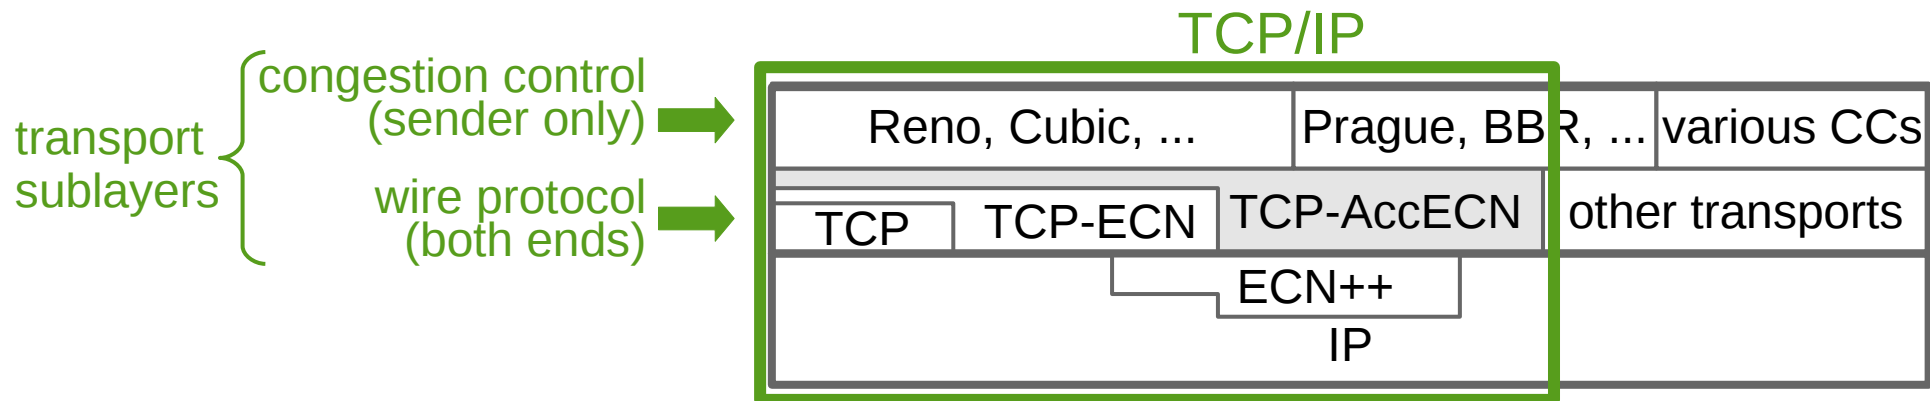 TCP/IP
transport
sublayers
congestion control
(sender only)
wire protocol
(both ends)
Reno, Cubic, ...
Prague, BBR, ...
various CCs
TCP
TCP-ECN
TCP-AccECN
other transports
ECN++
IP